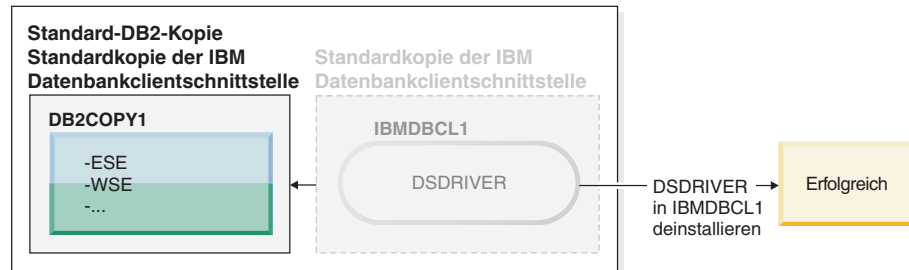 Standard-DB2-Kopie
Standardkopie der IBM
Datenbankclientschnittstelle
Standardkopie der IBM
Datenbankclientschnittstelle
DB2COPY1
-ESE
-WSE
-...
IBMDBCL1
DSDRIVER
DSDRIVER
in IBMDBCL1
deinstallieren
Erfolgreich